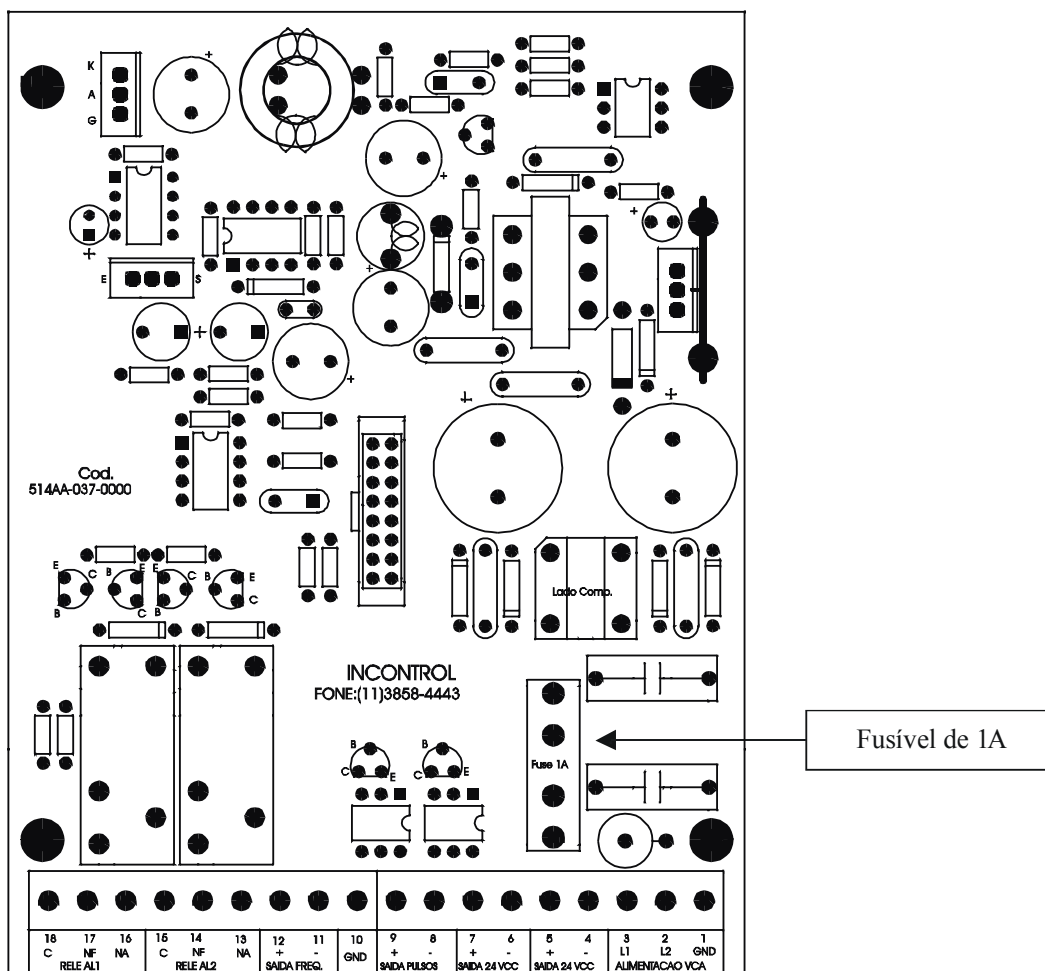 K
A
G
+
+
+
+
+
E S
+
+
+
+
Cod.
514AA-037-0000
E C B E E C B E
B C B C
Lado Comp.
INCONTROL
FONE:(11)3858-4443
Fusível de 1A
Fuse 1A
B B
C E C E
18 17 16 15 14 13 12 11 10 9 8 7 6 5 4 3 2 1
C NF NA C NF NA + - GND + - + - + - L1 L2 GND
RELE AL1 RELE AL2 SAIDA FREQ. SAIDA PULSOS SAIDA 24 VCC SAIDA 24 VCC ALIMENTACAO VCA